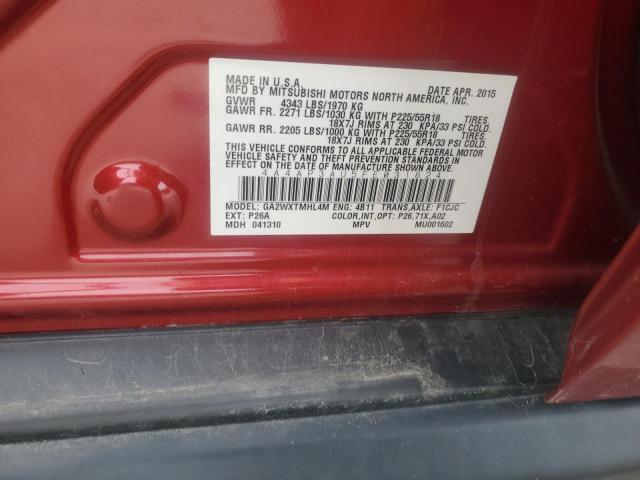 MADE IN U.S.A. DATE APR. 2015
MFD BY MITSUBISHI MOTORS NORTH AMERICA, INC.
GVWR 4343 LBS/1970 KG
GAWR FR. 2271 LBS/1030 KG WITH P225/55R18 TIRES.
18X7J RIMS AT 230 KPA/33 PSI COLD.
GAWR RR. 2205 LBS/1000 KG WITH P225/55R18 TIRES.
18X7J RIMS AT 230 KPA/33 PSI COLD.
THIS VEHICLE CONFORMS TO ALL APPLICABLE FEDERAL MOTOR
VEHICLE SAFETY AND THEFT PREVENTION STANDARDS IN
EFFECT ON THE DATE OF MANUFACTURE SHOWN ABOVE.
MODEL: GA2WXTMHL4M ENG: 4B11 TRANS,AXLE: F1CJC
EXT: P26A COLOR,INT,OPT: P26,71X,A02
MDH 041310 MPV MU001602